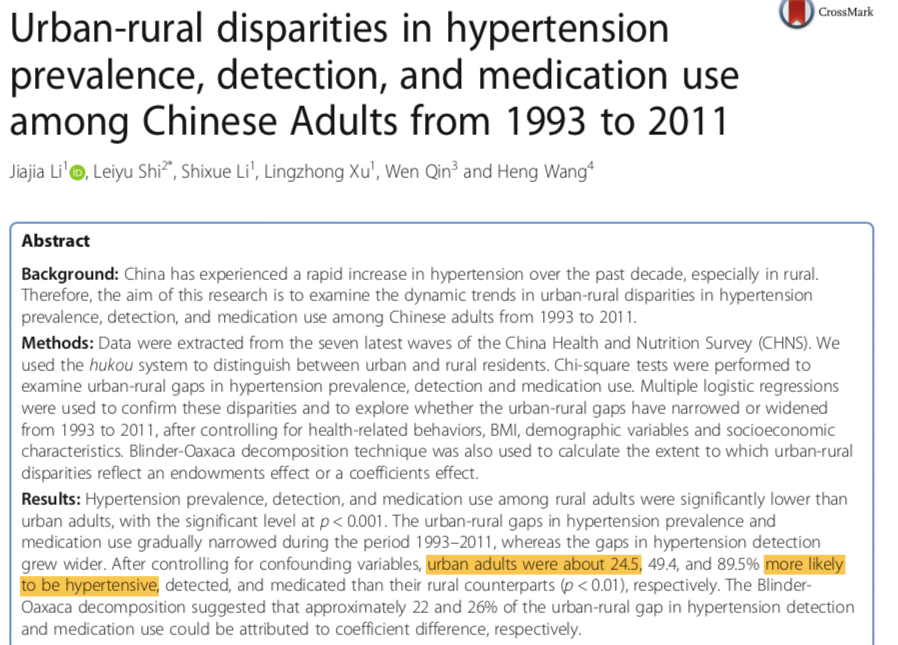 CrossMark
Urban-rural disparities in hypertension
prevalence, detection, and medication use
among Chinese Adults from 1993 to 2011
Jiajia Li1 iD, Leiyu Shi2*, Shixue Li1, Lingzhong Xu1, Wen Qin3 and Heng Wang4
Abstract
Background: China has experienced a rapid increase in hypertension over the past decade, especially in rural.
Therefore, the aim of this research is to examine the dynamic trends in urban-rural disparities in hypertension
prevalence, detection, and medication use among Chinese adults from 1993 to 2011.
Methods: Data were extracted from the seven latest waves of the China Health and Nutrition Survey (CHNS). We
used the hukou system to distinguish between urban and rural residents. Chi-square tests were performed to
examine urban-rural gaps in hypertension prevalence, detection and medication use. Multiple logistic regressions
were used to confirm these disparities and to explore whether the urban-rural gaps have narrowed or widened
from 1993 to 2011, after controlling for health-related behaviors, BMI, demographic variables and socioeconomic
characteristics. Blinder-Oaxaca decomposition technique was also used to calculate the extent to which urban-rural
disparities reflect an endowments effect or a coefficients effect.
Results: Hypertension prevalence, detection, and medication use among rural adults were significantly lower than
urban adults, with the significant level at p < 0.001. The urban-rural gaps in hypertension prevalence and
medication use gradually narrowed during the period 1993–2011, whereas the gaps in hypertension detection
grew wider. After controlling for confounding variables, urban adults were about 24.5, 49.4, and 89.5% more likely
to be hypertensive, detected, and medicated than their rural counterparts (p < 0.01), respectively. The Blinder-
Oaxaca decomposition suggested that approximately 22 and 26% of the urban-rural gap in hypertension detection
and medication use could be attributed to coefficient difference, respectively.